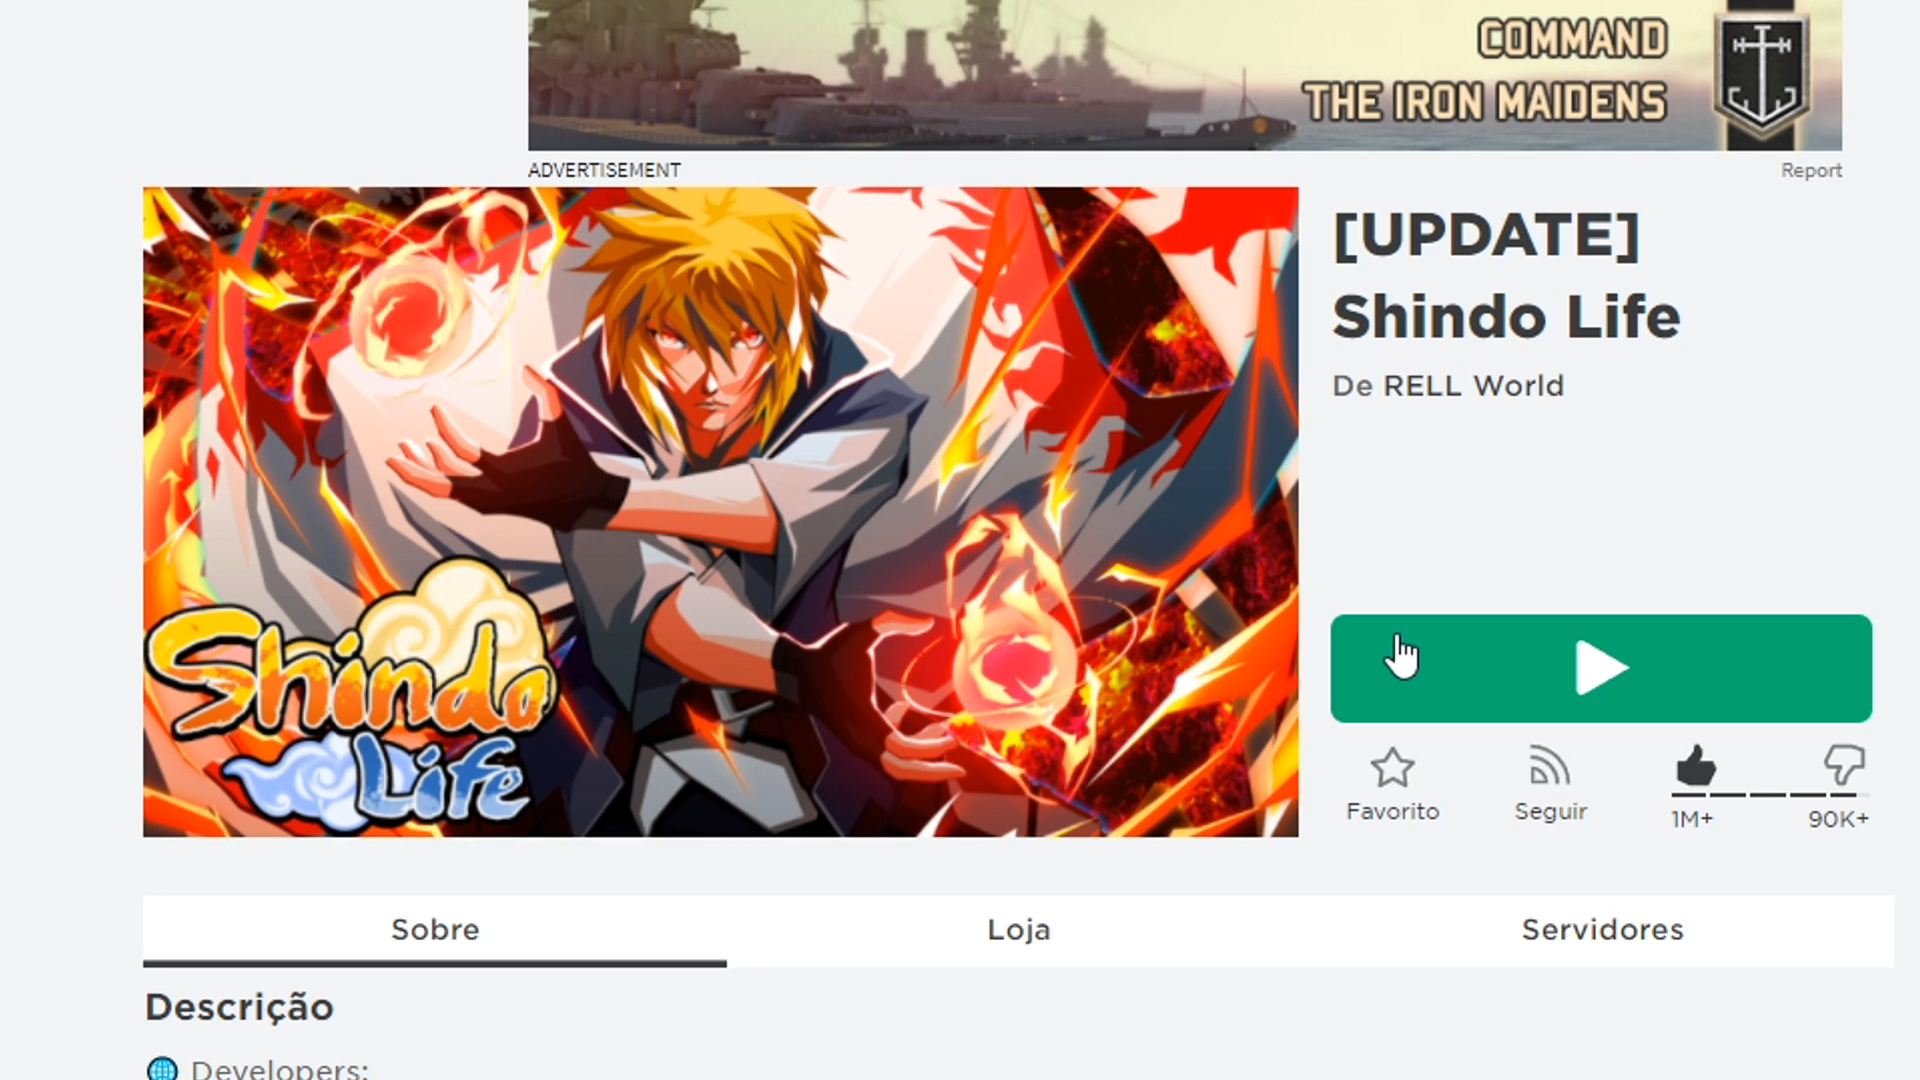 COMMAND
THE IRON MAIDENS
ADVERTISEMENT
Report
[UPDATE]
Shindo Life
De RELL World
Shindo
Life
Favorito
Seguir
1M+
90K+
Sobre
Loja
Servidores
Descrição
Developers: